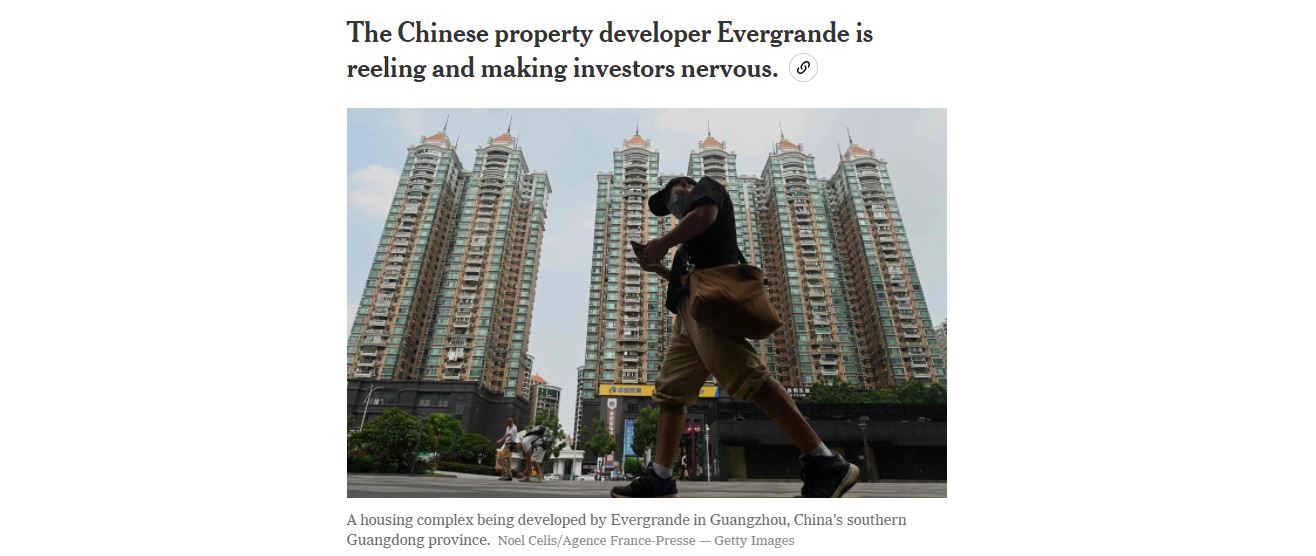 The Chinese property developer Evergrande is
reeling and making investors nervous.
A housing complex being developed by Evergrande in Guangzhou, China's southern
Guangdong province. Noel Celis/Agence France-Presse — Getty Images